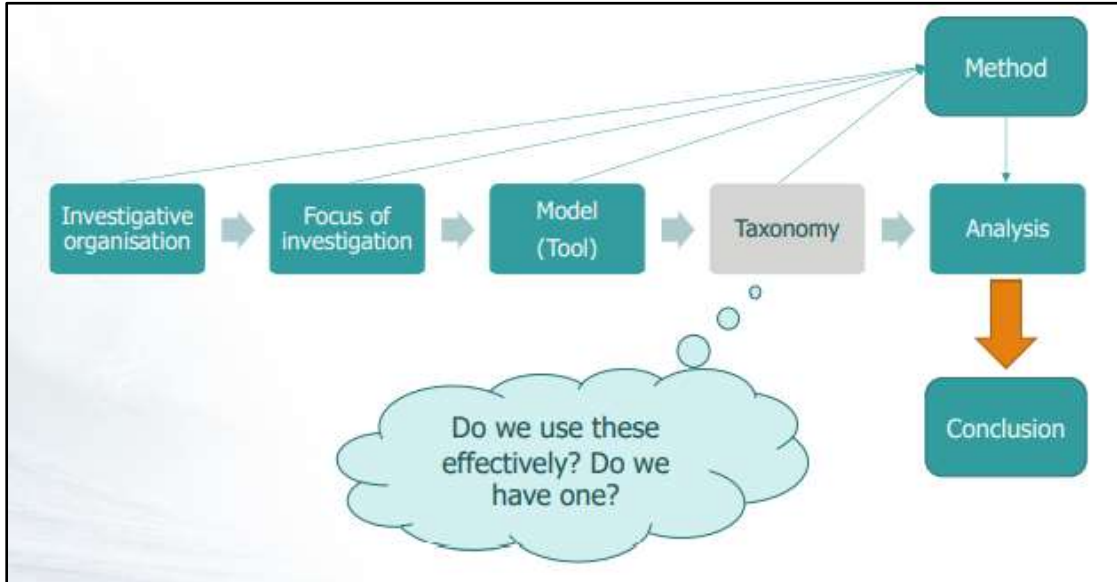 Method
Investigative
organisation
Focus of
investigation
Model
(Tool)
Taxonomy
Analysis
Do we use these
effectively? Do we
have one?
Conclusion